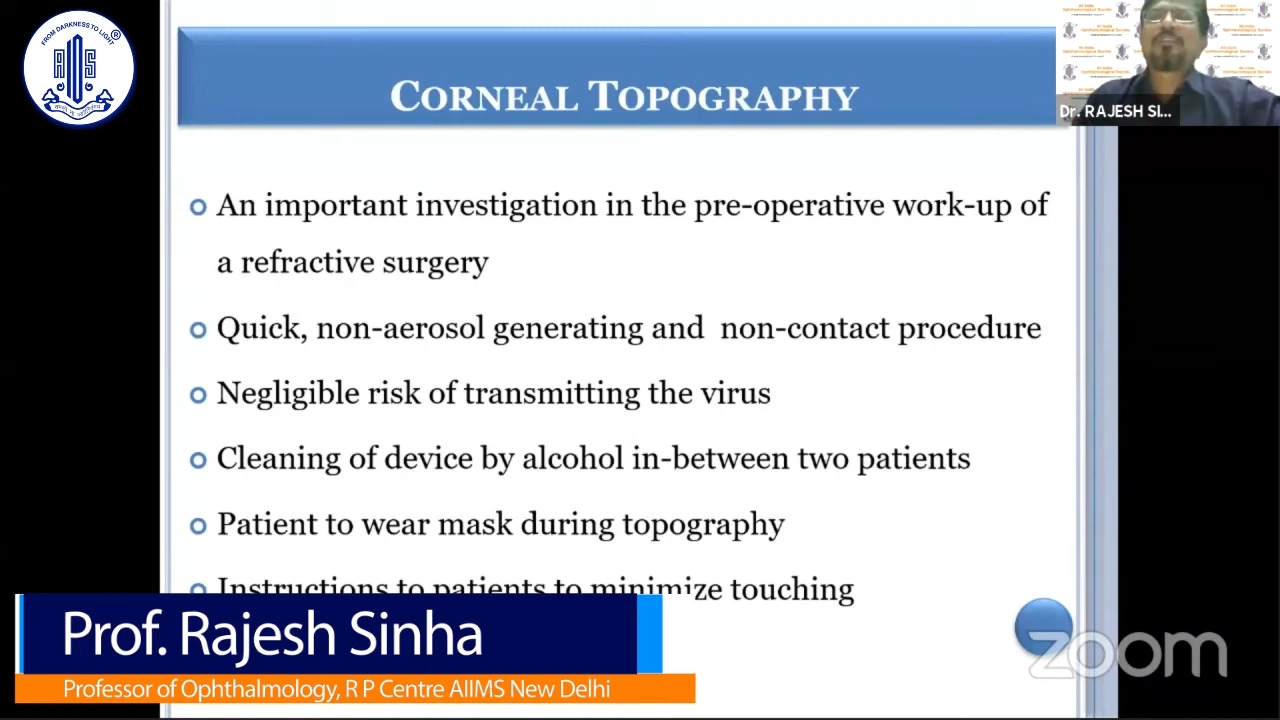 FROM DARKNESS TO LIGHT
AIOS
CORNEAL TOPOGRAPHY
Dr. RAJESH SI...
An important investigation in the pre-operative work-up of
a refractive surgery
Quick, non-aerosol generating and non-contact procedure
Negligible risk of transmitting the virus
Cleaning of device by alcohol in-between two patients
Patient to wear mask during topography
Instructions to patients to minimize touching
Prof. Rajesh Sinha
Professor of Ophthalmology, R P Centre AIIMS New Delhi
zoom